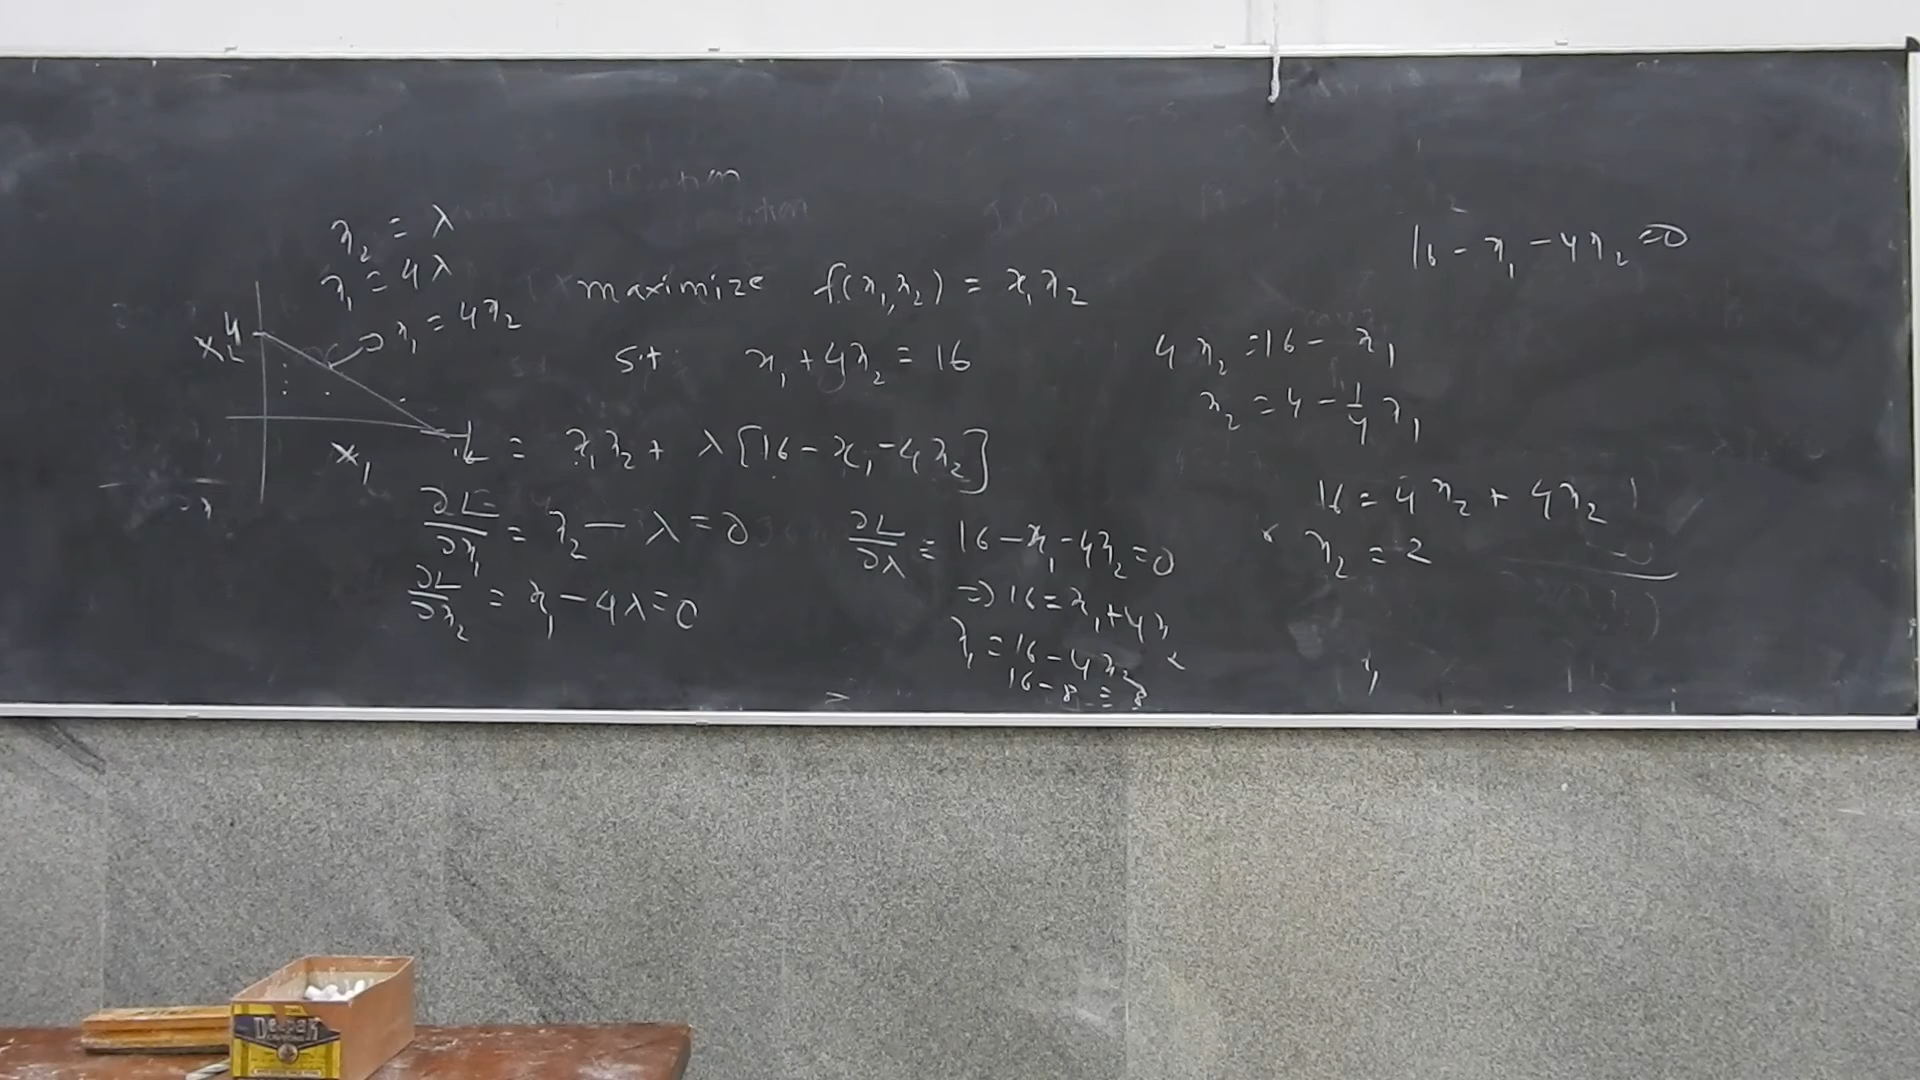 x₂ = λ
x₁ = 4λ
x₁ = 4x₂
4
x₂
x₁
maximize f(x₁, x₂) = x₁x₂
s.t x₁ + 4x₂ = 16
L = x₁x₂ + λ[16 - x₁ - 4x₂]
∂L/∂x₁ = x₂ - λ = 0
∂L/∂x₂ = x₁ - 4λ = 0
∂L/∂λ = 16 - x₁ - 4x₂ = 0
⇒ 16 = x₁ + 4x
x₁ = 16 - 4x₂
16 - 8 = 8
16 - x₁ - 4x₂ = 0
4x₂ = 16 - x₁
x₂ = 4 - 1/4 x₁
16 = 4x₂ + 4x₂
x₂ = 2